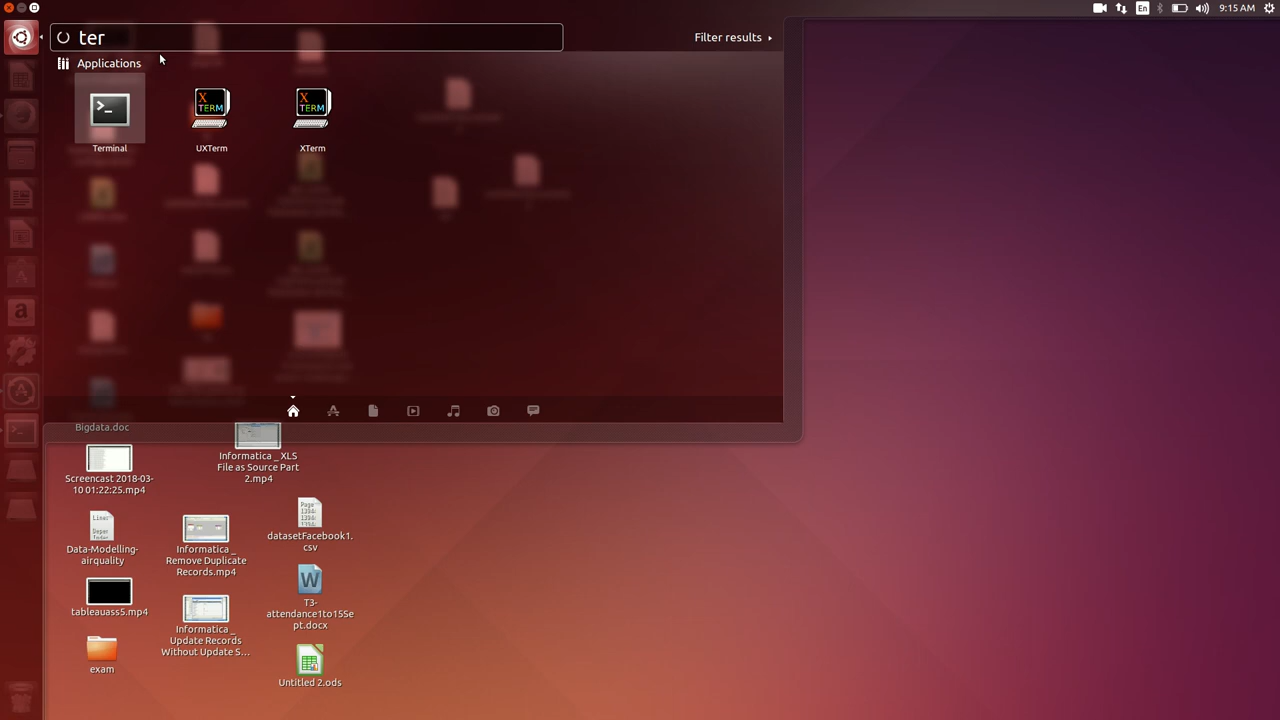 En
9:15 AM
ter
Filter results
Applications
Terminal
UXTerm
XTerm
Bigdata.doc
Screencast 2018-03-
10 01:22:25.mp4
Informatica _ XLS
File as Source Part
2.mp4
Data-Modelling-
airquality
Informatica _
Remove Duplicate
Records.mp4
datasetFacebook1.
csv
tableauass5.mp4
Informatica _
Update Records
Without Update S...
T3-
attendance1to15Se
pt.docx
exam
Untitled 2.ods